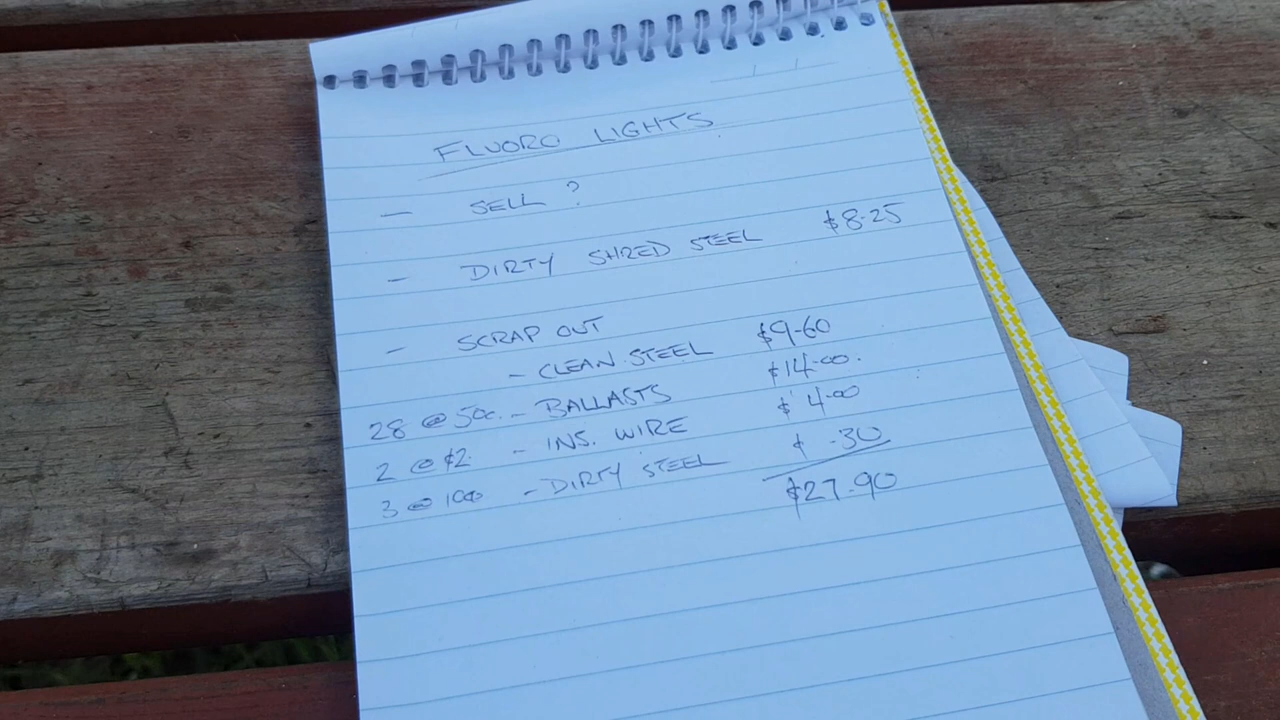 FLUORO LIGHTS
- SELL ?
- DIRTY SHRED STEEL $8.25
- SCRAP OUT
- CLEAN STEEL $9.60
28 @ 50c. - BALLASTS $14.00.
2 @ $2 - INS. WIRE $ 4.00
3 @ 10c - DIRTY STEEL $ .30
$27.90